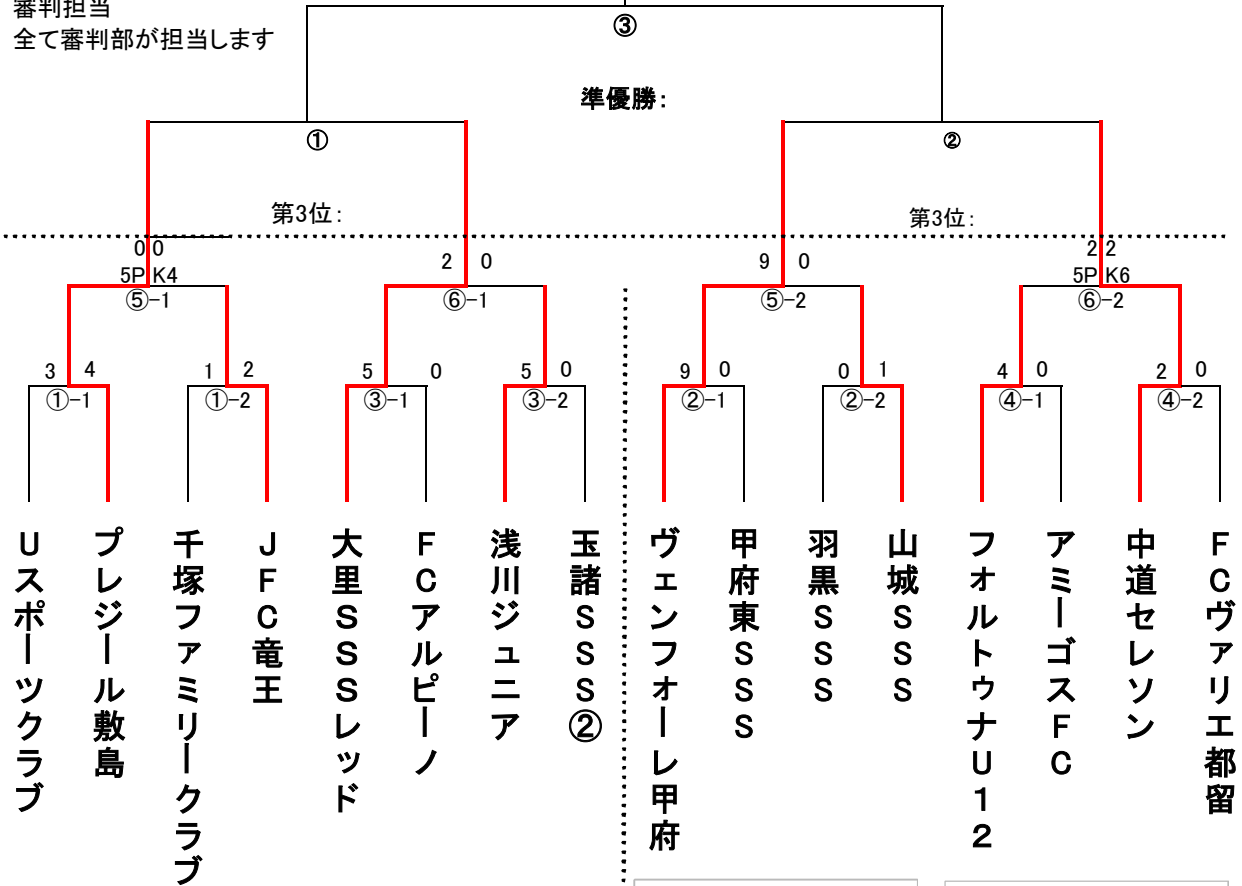 審判担当
全て審判部が担当します
③
準優勝：
① ②
第3位： 第3位：
0 0
5PK4
⑤-1
2 0
⑥-1
9 0
⑤-2
2 2
5PK6
⑥-2
3 4
①-1
1 2
①-2
5 0
③-1
5 0
③-2
9 0
②-1
0 1
②-2
4 0
④-1
2 0
④-2
Uスポーツクラブ
プレジール敷島
千塚ファミリークラブ
JFC竜王
大里SSSレッド
FCアルピーノ
浅川ジュニア
玉諸SSS②
ヴェンフォーレ甲府
甲府東SSS
羽黒SSS
山城SSS
フォルトゥナU12
アミーゴスFC
中道セレソン
FCヴァリエ都留